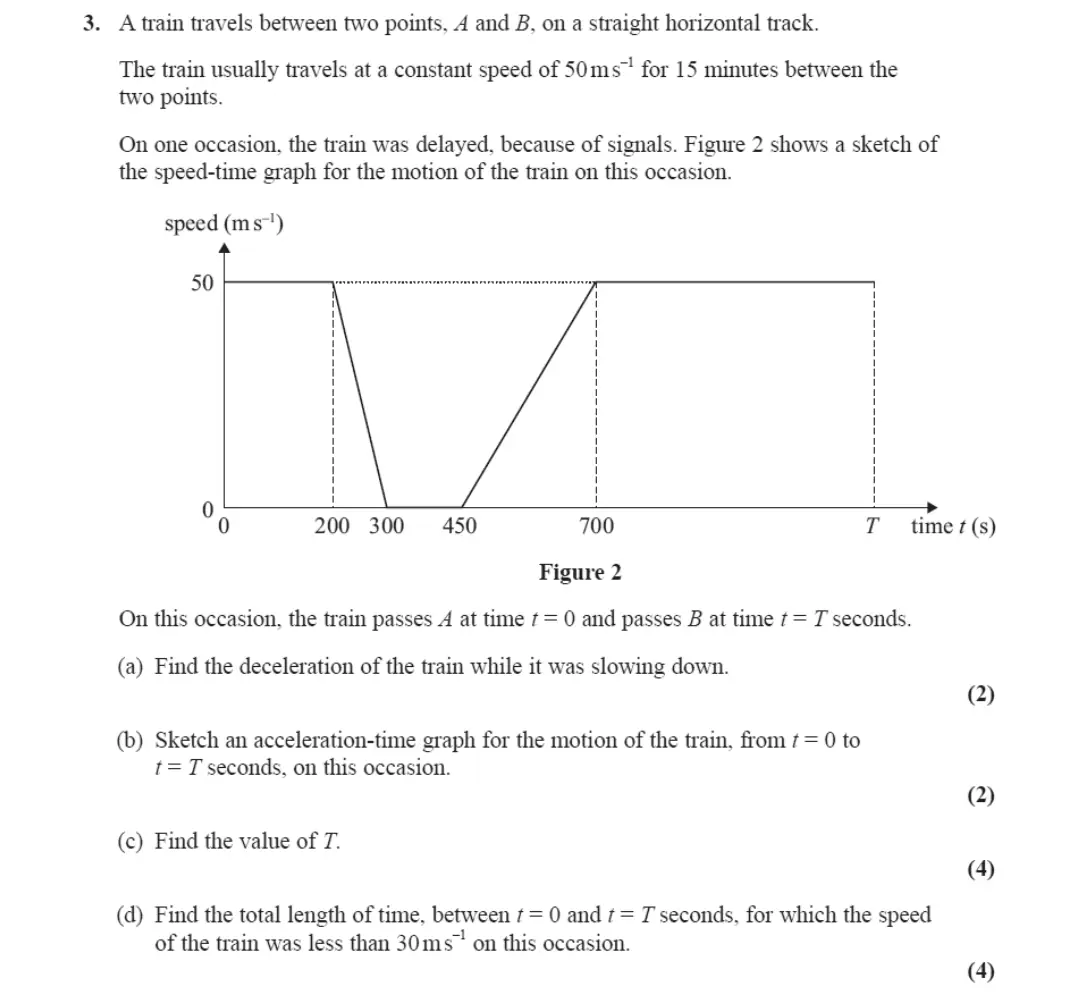 3. A train travels between two points, A and B, on a straight horizontal track.
The train usually travels at a constant speed of 50 m s⁻¹ for 15 minutes between the
two points.
On one occasion, the train was delayed, because of signals. Figure 2 shows a sketch of
the speed-time graph for the motion of the train on this occasion.
speed (m s⁻¹)
50
0
0 200 300 450 700 T time t (s)
Figure 2
On this occasion, the train passes A at time t = 0 and passes B at time t = T seconds.
(a) Find the deceleration of the train while it was slowing down.
(2)
(b) Sketch an acceleration-time graph for the motion of the train, from t = 0 to
t = T seconds, on this occasion.
(2)
(c) Find the value of T.
(4)
(d) Find the total length of time, between t = 0 and t = T seconds, for which the speed
of the train was less than 30 m s⁻¹ on this occasion.
(4)